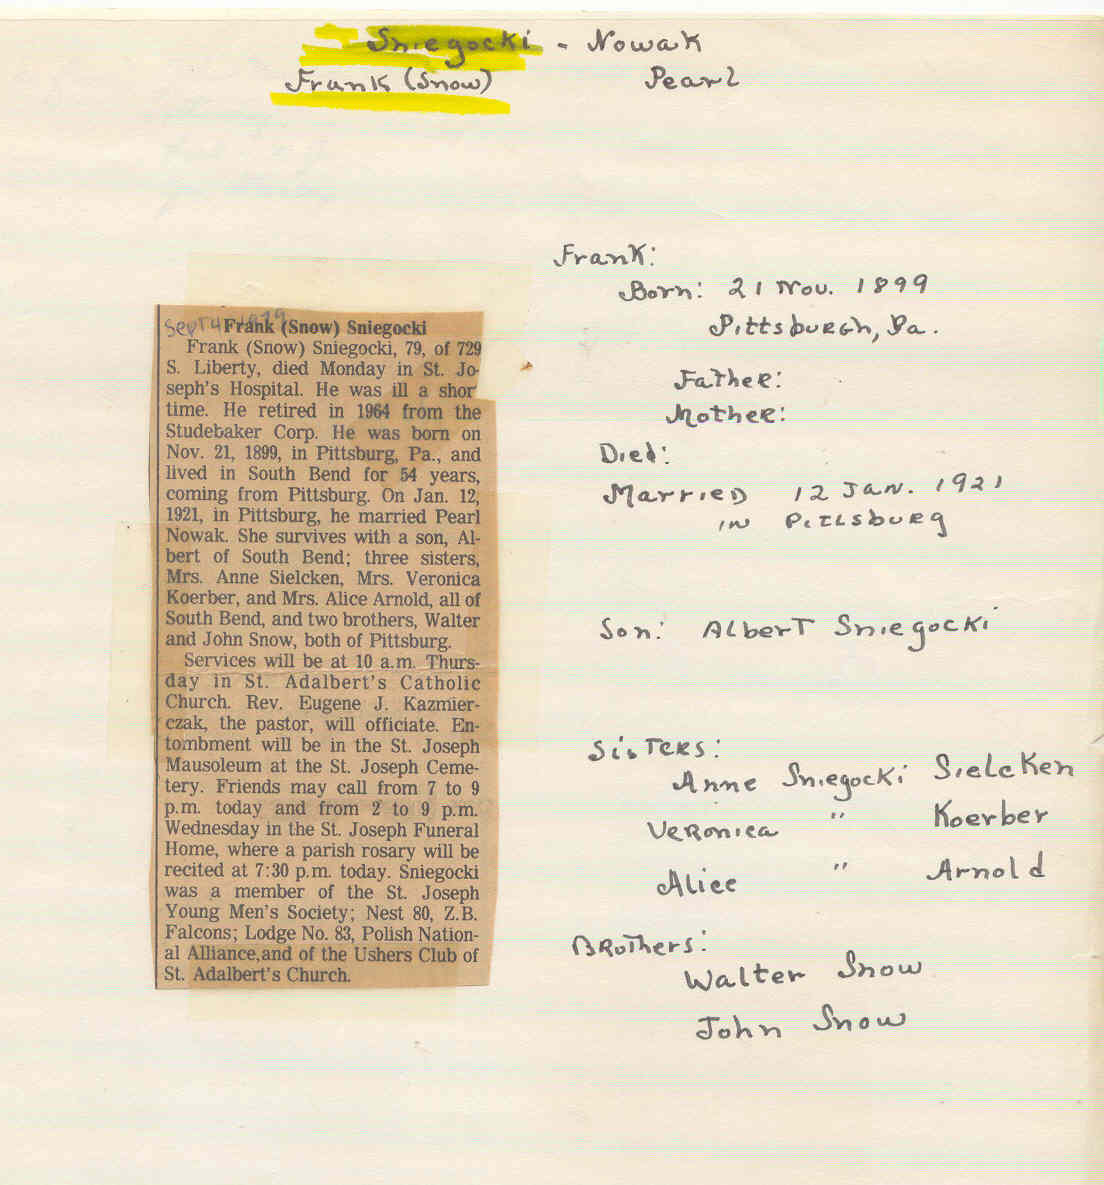 Sniegocki - Nowak
Frank (Snow) Pearl
Sept 4 1979
Frank (Snow) Sniegocki
Frank (Snow) Sniegocki, 79, of 729
S. Liberty, died Monday in St. Jo-
seph's Hospital. He was ill a shor
time. He retired in 1964 from the
Studebaker Corp. He was born on
Nov. 21, 1899, in Pittsburg, Pa., and
lived in South Bend for 54 years,
coming from Pittsburg. On Jan. 12,
1921, in Pittsburg, he married Pearl
Nowak. She survives with a son, Al-
bert of South Bend; three sisters,
Mrs. Anne Sielcken, Mrs. Veronica
Koerber, and Mrs. Alice Arnold, all of
South Bend, and two brothers, Walter
and John Snow, both of Pittsburg.
Services will be at 10 a.m. Thurs-
day in St. Adalbert's Catholic
Church. Rev. Eugene J. Kazmier-
czak, the pastor, will officiate. En-
tombment will be in the St. Joseph
Mausoleum at the St. Joseph Ceme-
tery. Friends may call from 7 to 9
p.m. today and from 2 to 9 p.m.
Wednesday in the St. Joseph Funeral
Home, where a parish rosary will be
recited at 7:30 p.m. today. Sniegocki
was a member of the St. Joseph
Young Men's Society; Nest 80, Z.B.
Falcons; Lodge No. 83, Polish Nation-
al Alliance,and of the Ushers Club of
St. Adalbert's Church.
Frank:
Born: 21 Nov. 1899
Pittsburgh, Pa.
Father:
Mother:
Died:
Married 12 Jan. 1921
in Pittsburg
Son: Albert Sniegocki
Sisters:
Anne Sniegocki Sielcken
Veronica " Koerber
Alice " Arnold
Brothers:
Walter Snow
John Snow